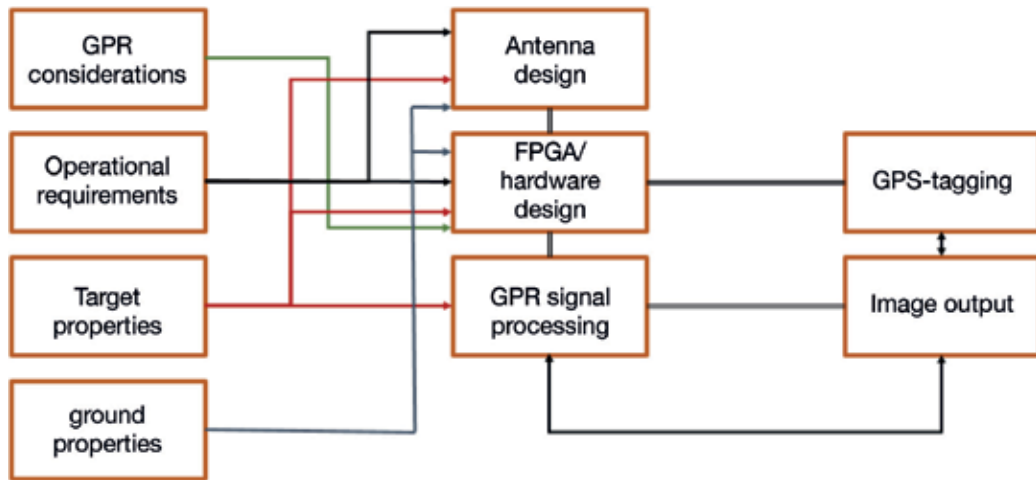 GPR
considerations
Operational
requirements
Target
properties
ground
properties
Antenna
design
FPGA/
hardware
design
GPR signal
processing
GPS-tagging
Image output